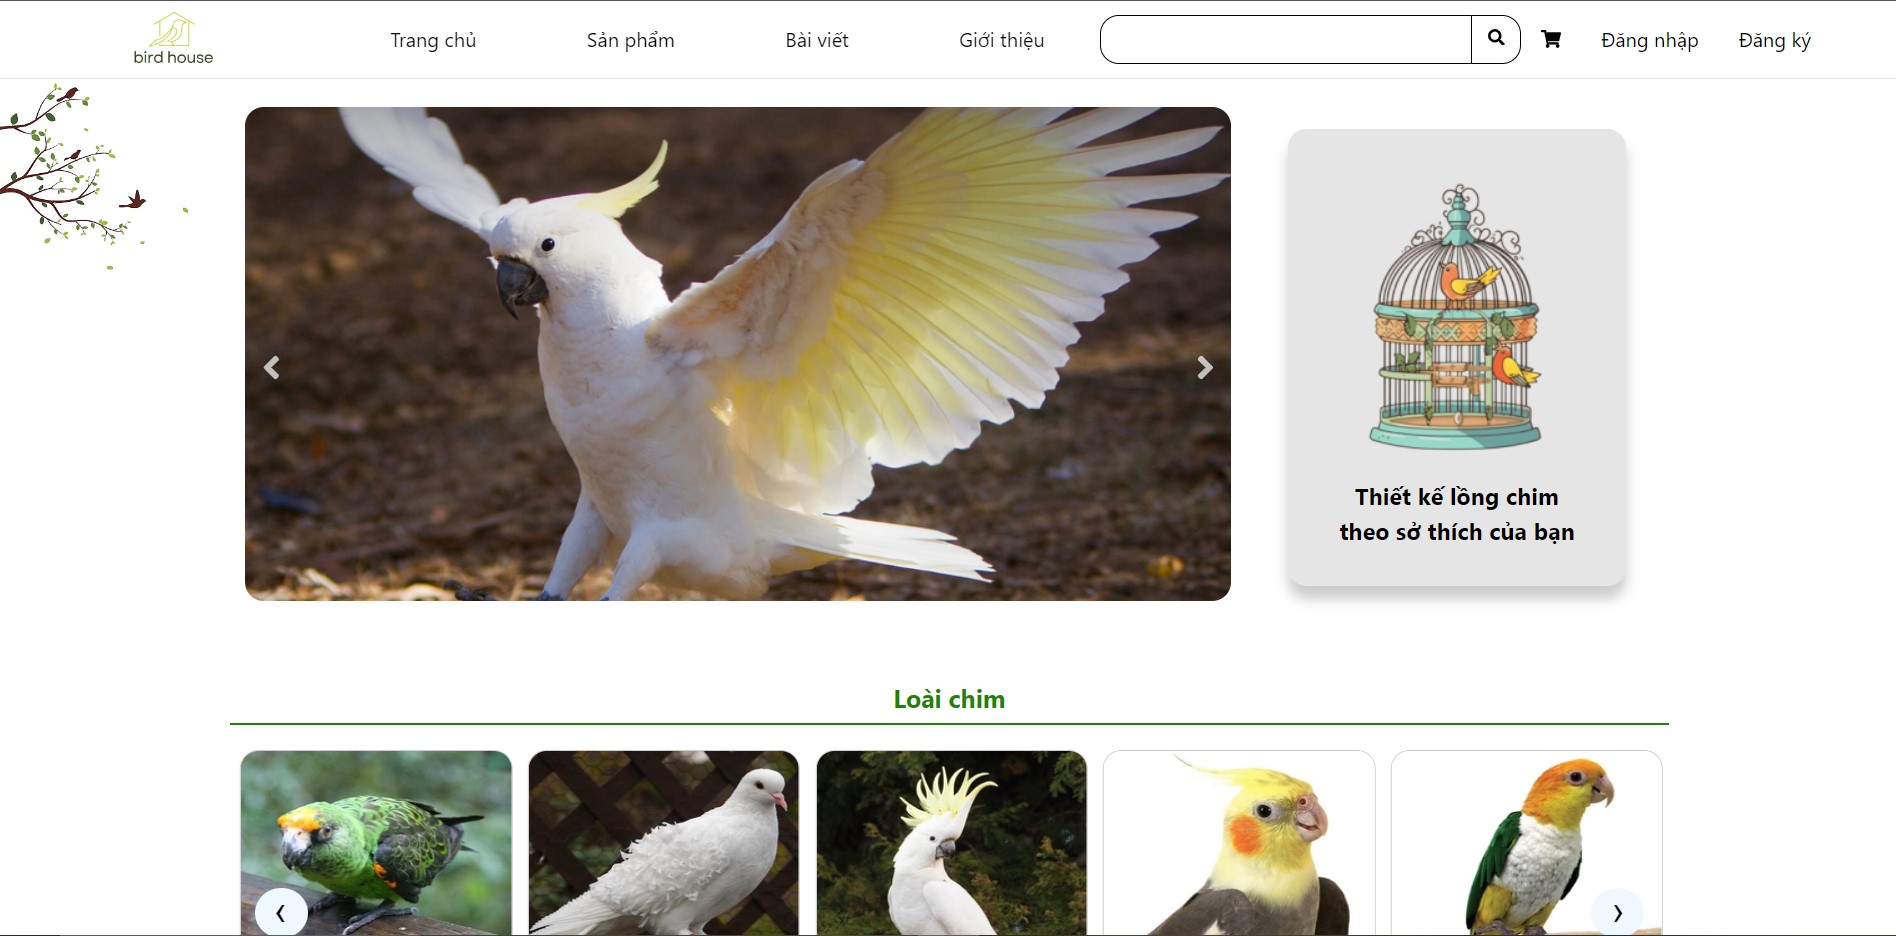 bird house
Trang chủ
Sản phẩm
Bài viết
Giới thiệu
Đăng nhập
Đăng ký
Thiết kế lồng chim
theo sở thích của bạn
Loài chim